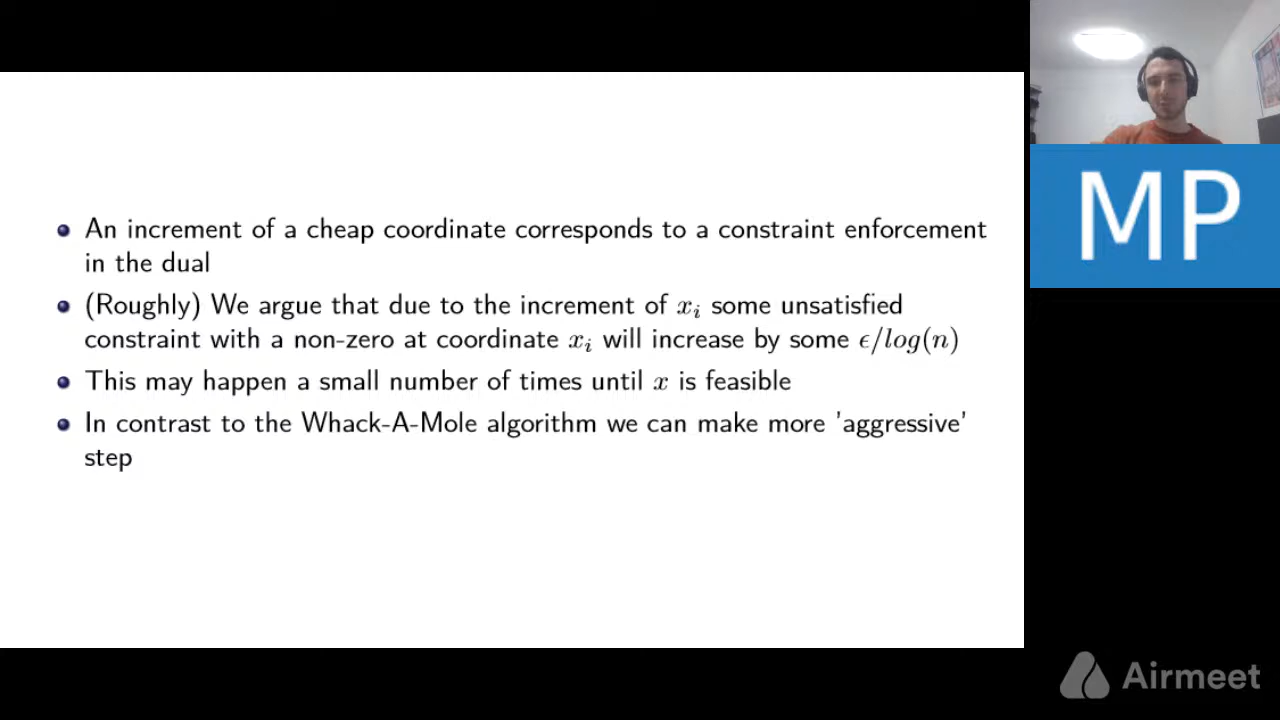 An increment of a cheap coordinate corresponds to a constraint enforcement
in the dual
(Roughly) We argue that due to the increment of x_i some unsatisfied
constraint with a non-zero at coordinate x_i will increase by some ϵ/log(n)
This may happen a small number of times until x is feasible
In contrast to the Whack-A-Mole algorithm we can make more 'aggressive'
step
MP
Airmeet